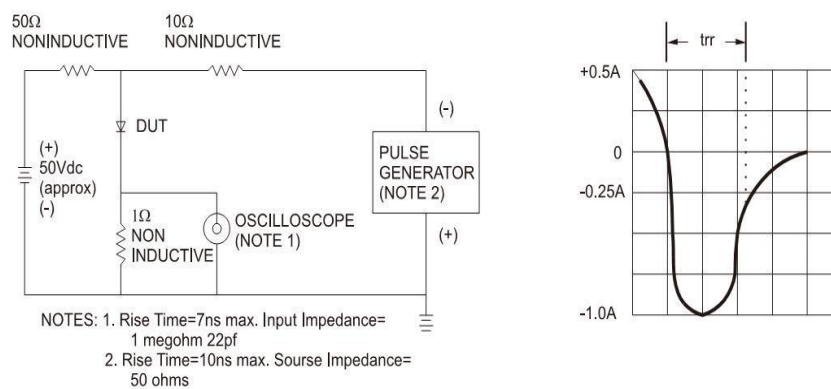 50Ω
NONINDUCTIVE
10Ω
NONINDUCTIVE
(+)
50Vdc
(approx)
(-)
DUT
1Ω
NON
INDUCTIVE
OSCILLOSCOPE
(NOTE 1)
(-)
PULSE
GENERATOR
(NOTE 2)
(+)
NOTES: 1. Rise Time=7ns max. Input Impedance=
1 megohm 22pf
2. Rise Time=10ns max. Sourse Impedance=
50 ohms
trr
+0.5A
0
-0.25A
-1.0A